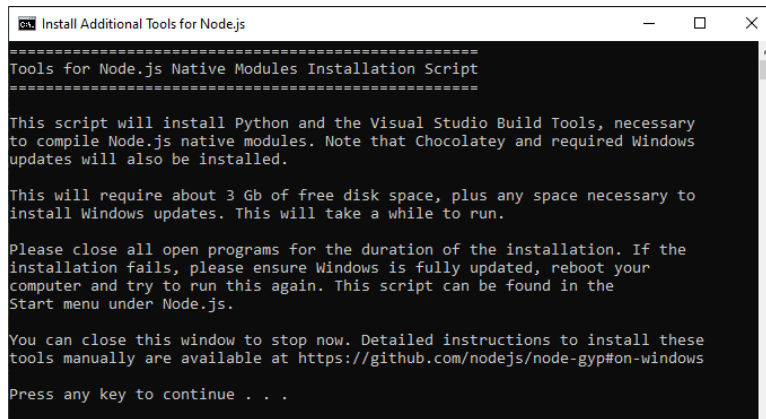 Install Additional Tools for Node.js
====================================================
Tools for Node.js Native Modules Installation Script
====================================================
This script will install Python and the Visual Studio Build Tools, necessary
to compile Node.js native modules. Note that Chocolatey and required Windows
updates will also be installed.
This will require about 3 Gb of free disk space, plus any space necessary to
install Windows updates. This will take a while to run.
Please close all open programs for the duration of the installation. If the
installation fails, please ensure Windows is fully updated, reboot your
computer and try to run this again. This script can be found in the
Start menu under Node.js.
You can close this window to stop now. Detailed instructions to install these
tools manually are available at https://github.com/nodejs/node-gyp#on-windows
Press any key to continue . . .